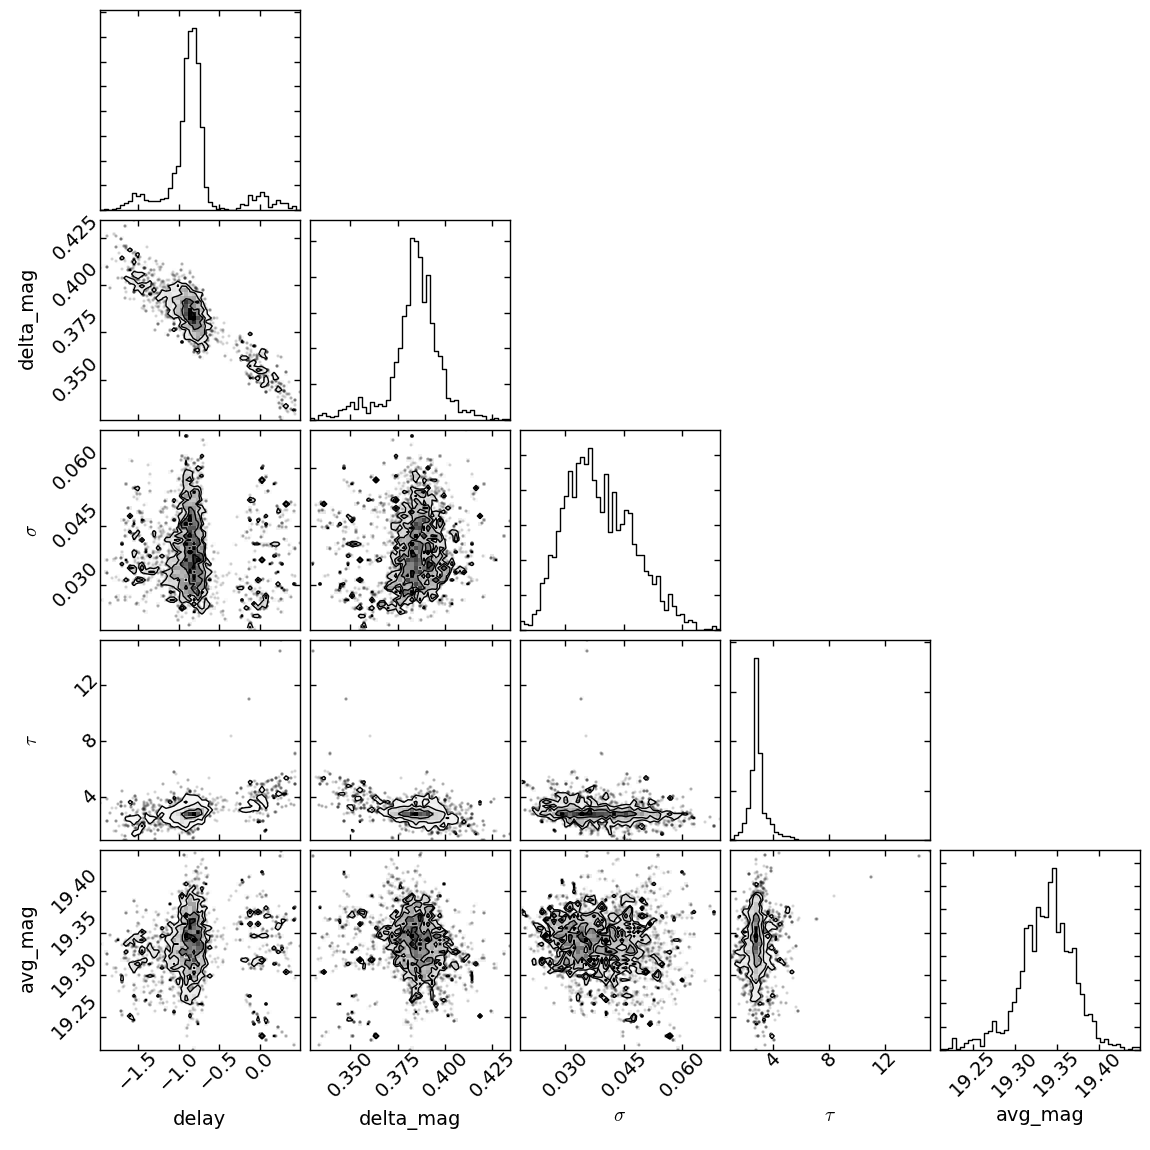 0.425
0.400
0.375
0.350
delta_mag
0.060
0.045
0.030
σ
12
8
4
τ
19.40
19.35
19.30
19.25
avg_mag
−1.5 −1.0 −0.5 0.0
delay
0.350 0.375 0.400 0.425
delta_mag
0.030 0.045 0.060
σ
4 8 12
τ
19.25 19.30 19.35 19.40
avg_mag